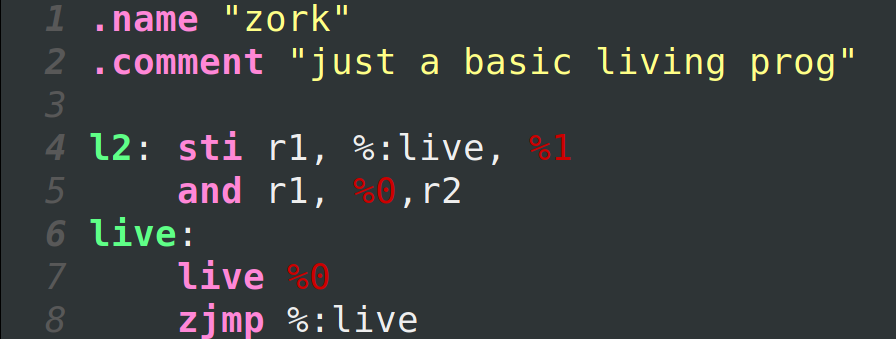 1 .name "zork"
2 .comment "just a basic living prog"
3
4 l2: sti r1, %:live, %1
5     and r1, %0,r2
6 live:
7     live %0
8     zjmp %:live